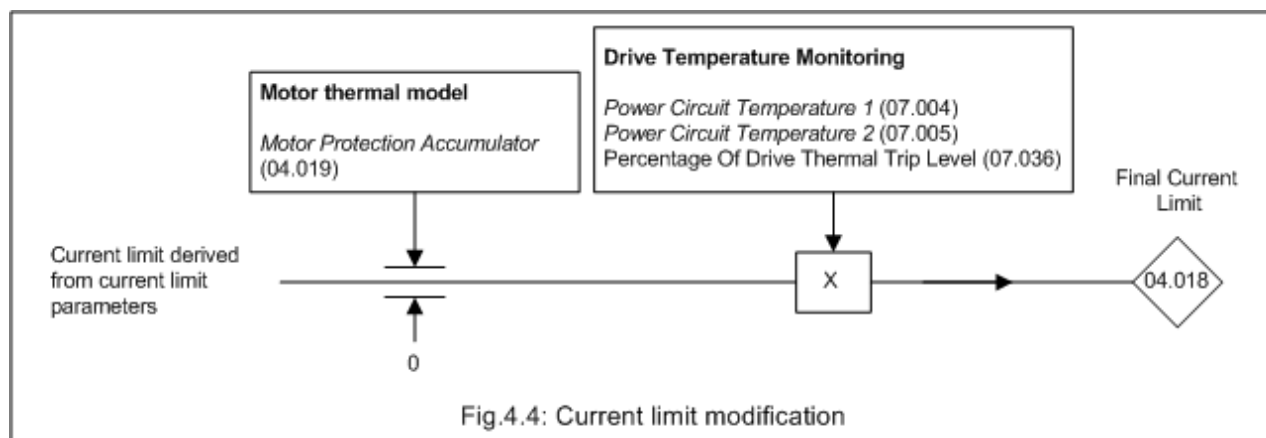 Motor thermal model
Motor Protection Accumulator
(04.019)
Drive Temperature Monitoring
Power Circuit Temperature 1 (07.004)
Power Circuit Temperature 2 (07.005)
Percentage Of Drive Thermal Trip Level (07.036)
Final Current
Limit
Current limit derived
from current limit
parameters
X
04.018
0
Fig.4.4: Current limit modification